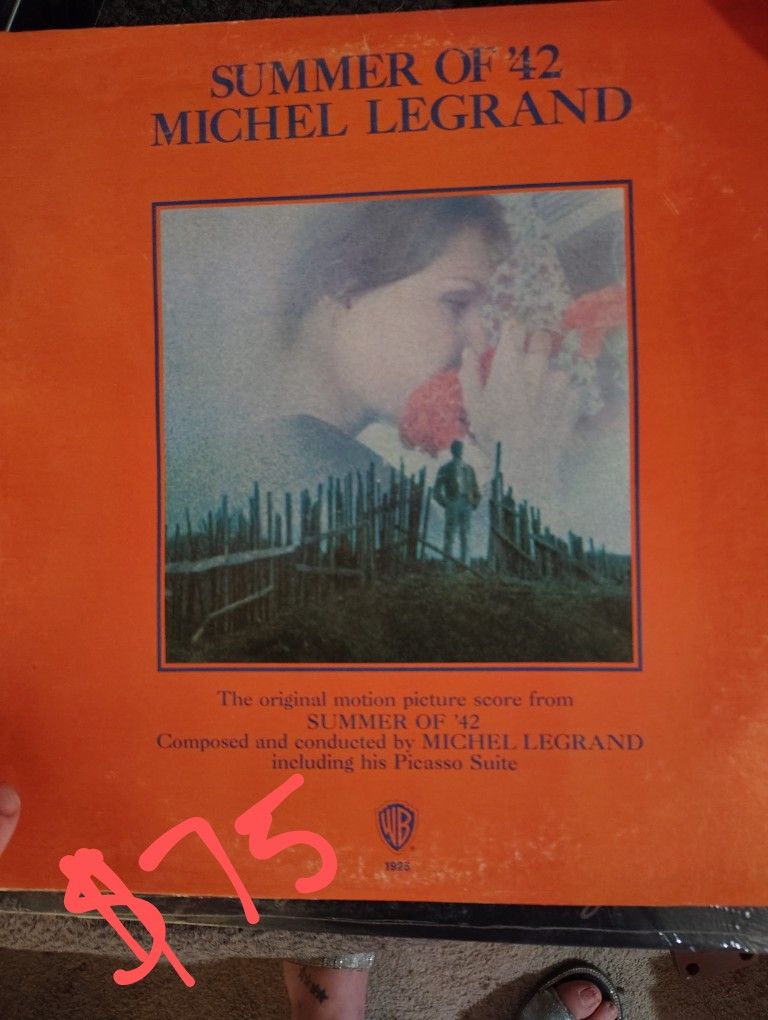 SUMMER OF '42
MICHEL LEGRAND
The original motion picture score from
SUMMER OF '42
Composed and conducted by MICHEL LEGRAND
including his Picasso Suite
WB
1925
$75